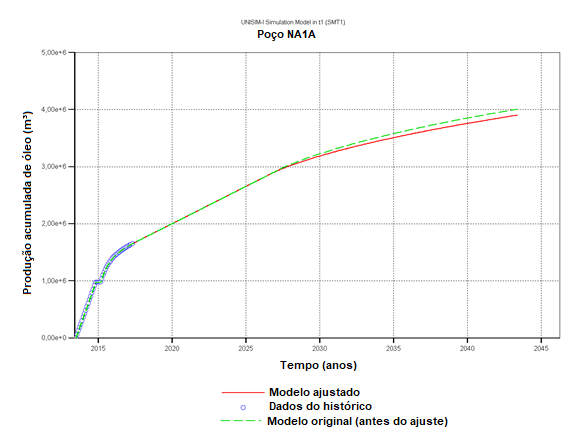 UNISIM-I Simulation Model in t1 (SMT1)
Poço NA1A
Produção acumulada de óleo (m³)
5,00e+6
4,00e+6
3,00e+6
2,00e+6
1,00e+6
0,00e+0
2015 2020 2025 2030 2035 2040 2045
Tempo (anos)
Modelo ajustado
Dados do histórico
Modelo original (antes do ajuste)